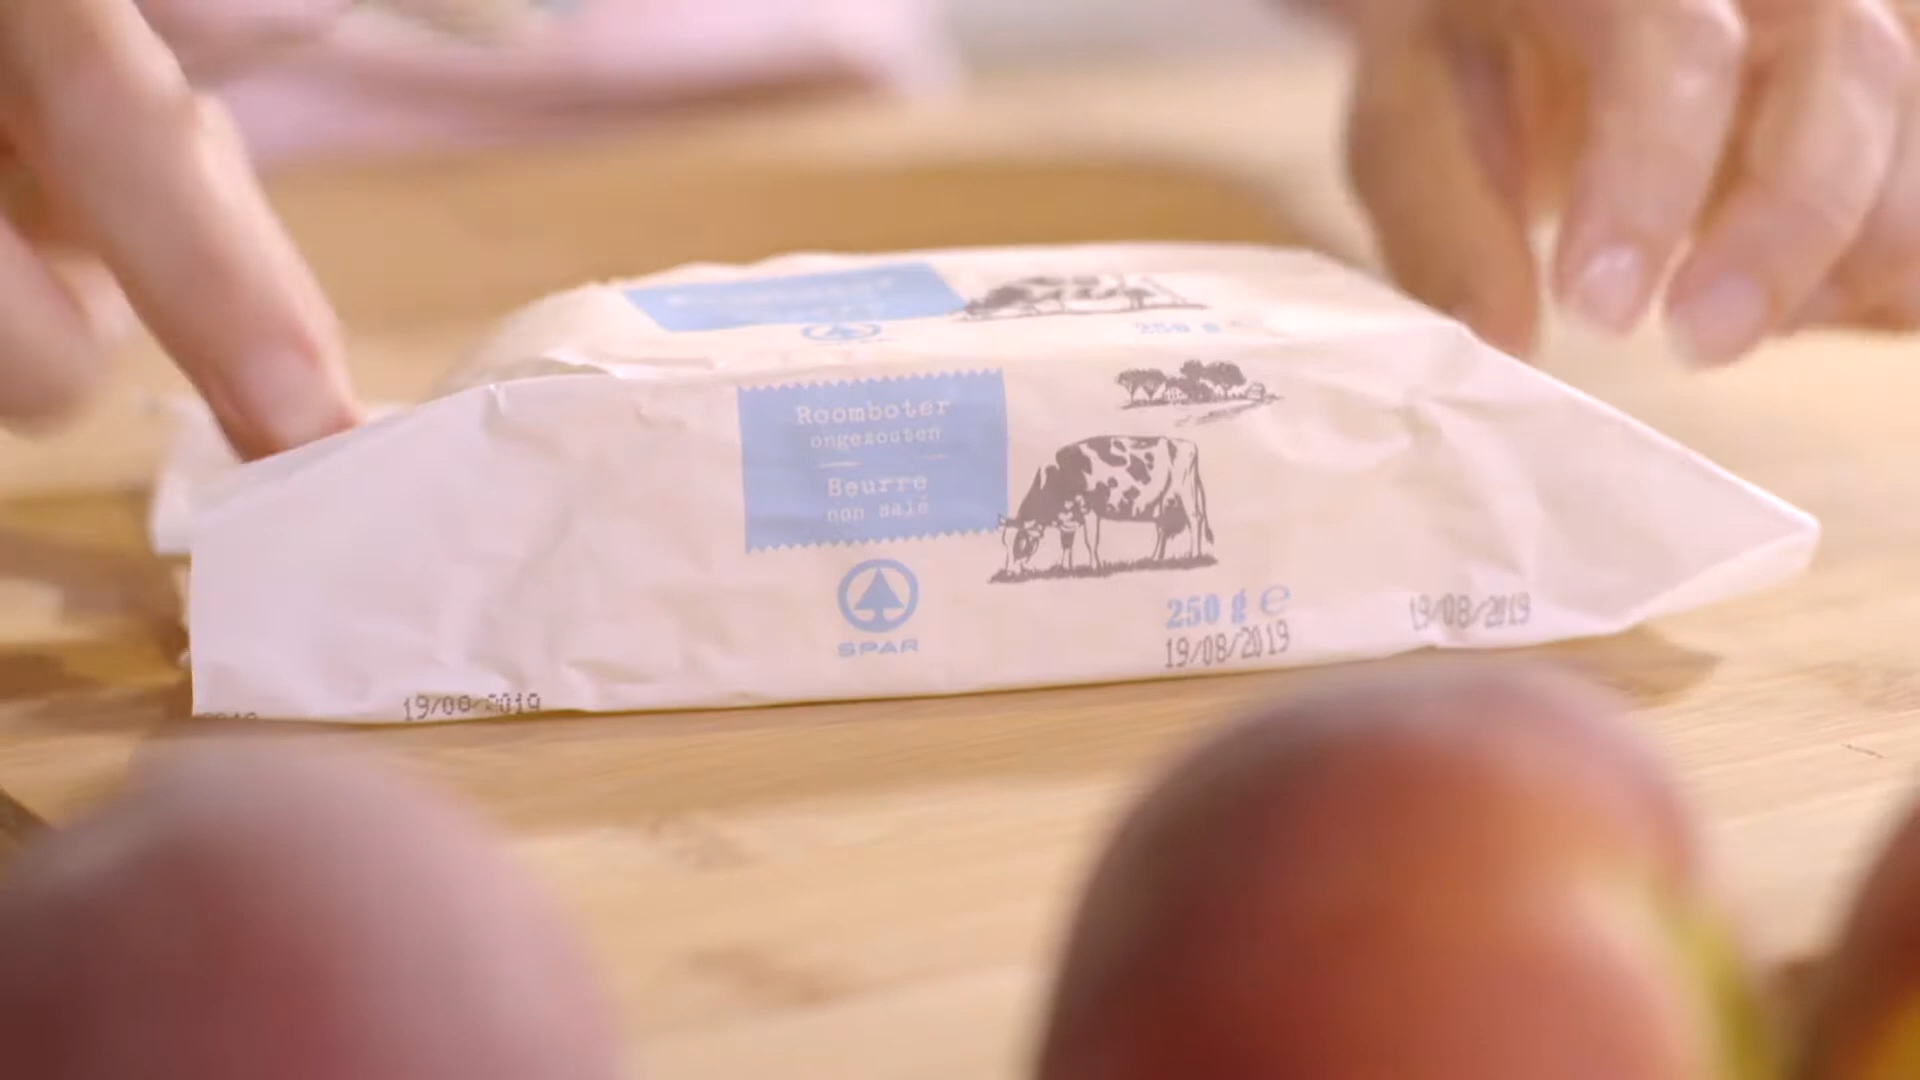 250 g
Roomboter
ongezouten
Beurre
non salé
SPAR
250 g e
19/08/2019
19/08/2019
19/08/2019